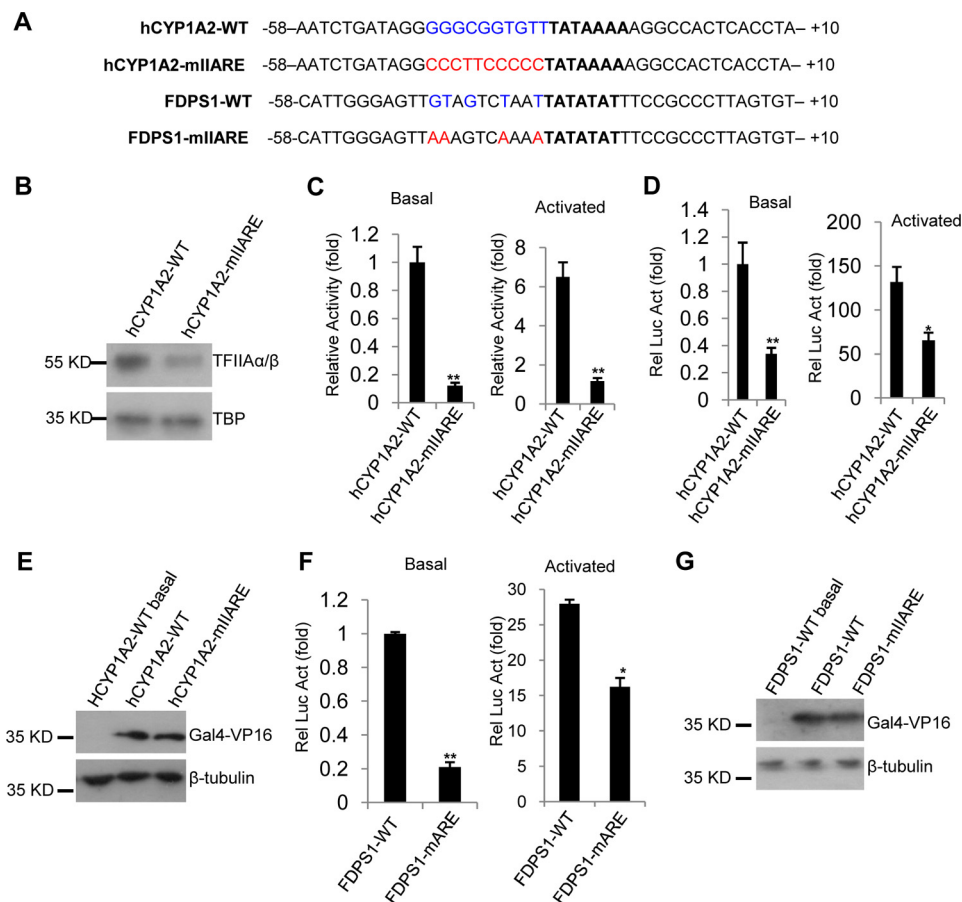 A
hCYP1A2-WT -58–AATCTGATAGGGGGGCGGTGTTTATAAAAAGGCCACTCACCTA– +10
hCYP1A2-mIIARE -58–AATCTGATAGGCCCTTCCCCCTATAAAAAGGCCACTCACCTA– +10
FDPS1-WT -58-CATTGGGAGTTGTAGTCTAATTATATATTTCCGCCCTTAGTGT– +10
FDPS1-mIIARE -58-CATTGGGAGTTAAAGTCAAAATATATATTTCCGCCCTTAGTGT– +10
B
hCYP1A2-WT
hCYP1A2-mIIARE
55 KD
TFIIAα/β
35 KD
TBP
C
Basal
Relative Activity (fold)
1.2
1
0.8
0.6
0.4
0.2
0
**
hCYP1A2-WT
hCYP1A2-mIIARE
Activated
Relative Activity (fold)
8
6
4
2
0
**
hCYP1A2-WT
hCYP1A2-mIIARE
D
Basal
Rel Luc Act (fold)
1.4
1.2
1
0.8
0.6
0.4
0.2
0
**
hCYP1A2-WT
hCYP1A2-mIIARE
Activated
Rel Luc Act (fold)
200
150
100
50
0
*
hCYP1A2-WT
hCYP1A2-mIIARE
E
HCYP1A2-WT basal
hCYP1A2-WT
hCYP1A2-mIIARE
35 KD
Gal4-VP16
β-tubulin
35 KD
F
Basal
Rel Luc Act (fold)
1.2
1
0.8
0.6
0.4
0.2
0
**
FDPS1-WT
FDPS1-mARE
Activated
Rel Luc Act (fold)
30
25
20
15
10
5
0
*
FDPS1-WT
FDPS1-mARE
G
FDPS1-WT basal
FDPS1-WT
FDPS1-mIIARE
35 KD
Gal4-VP16
β-tubulin
35 KD